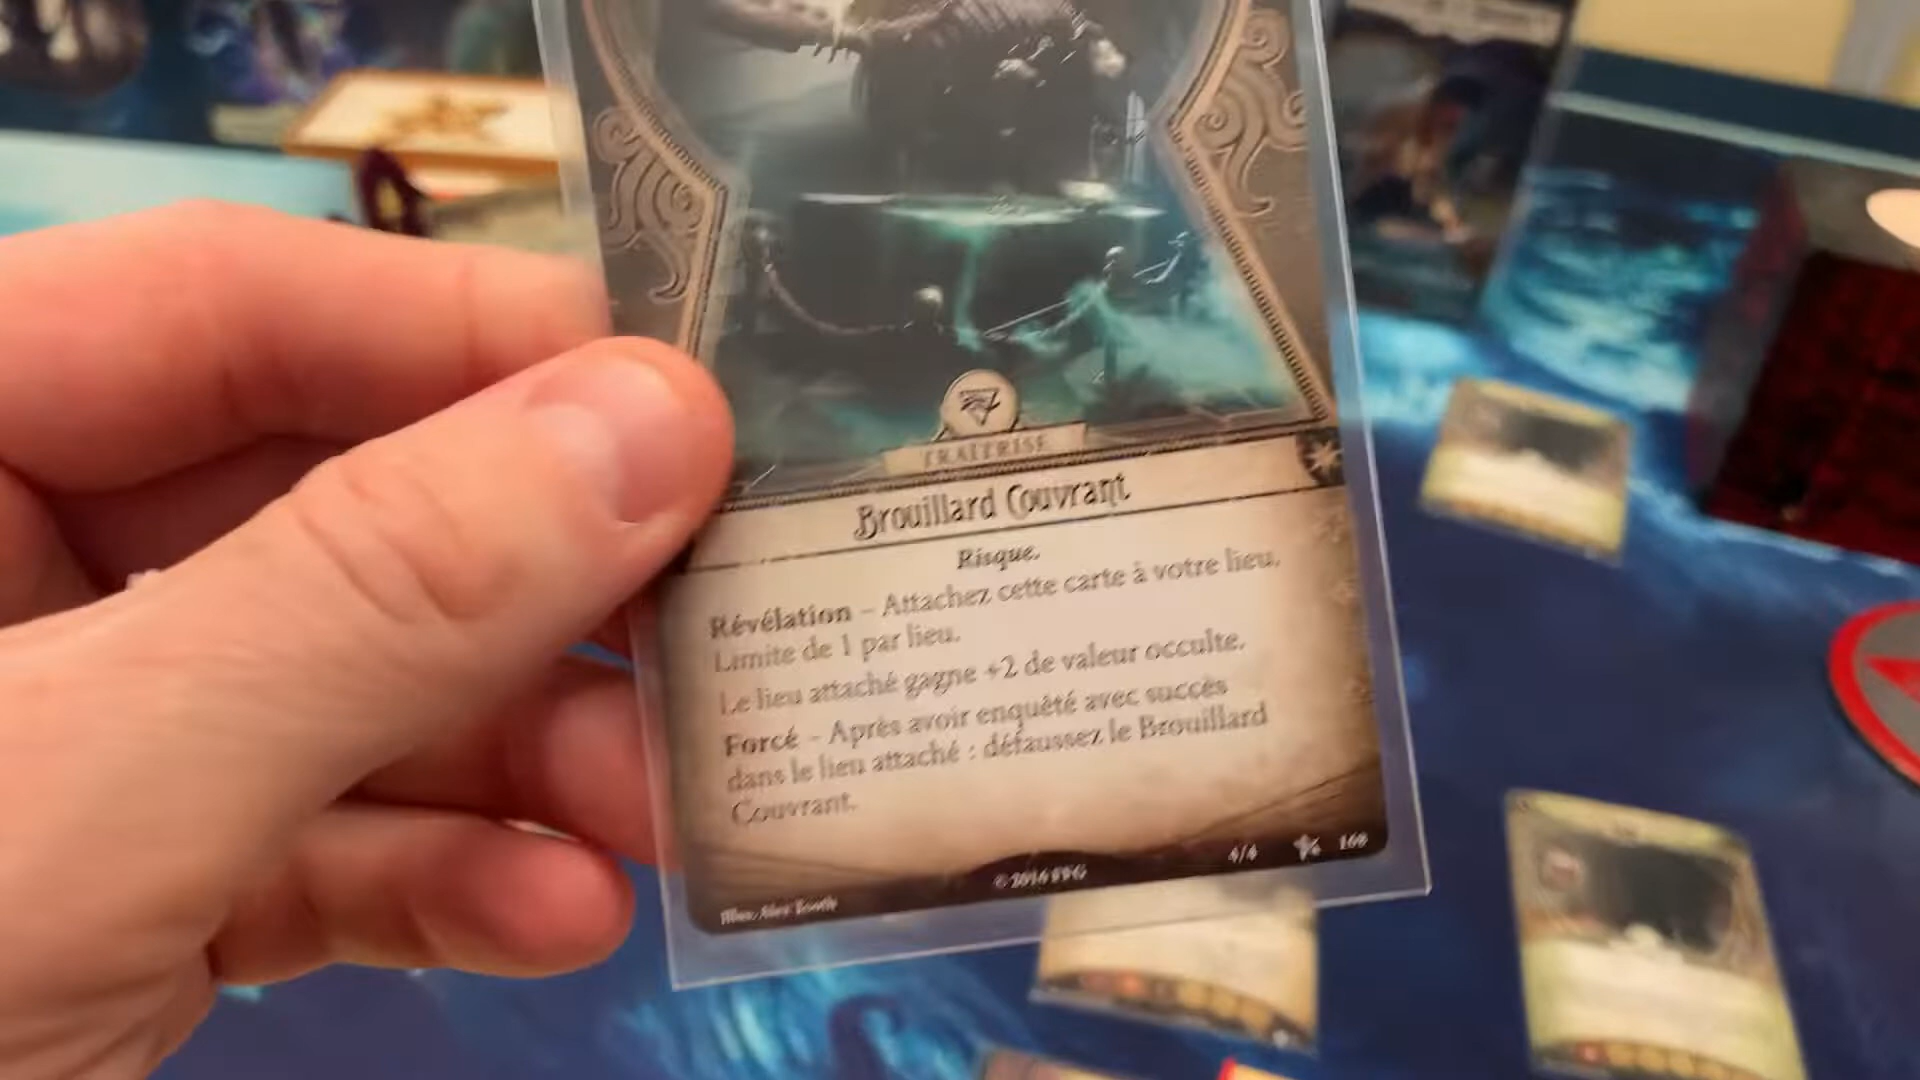 TRAÎTRISE
Brouillard Couvrant
Risque.
Révélation – Attachez cette carte à votre lieu.
Limite de 1 par lieu.
Le lieu attaché gagne +2 de valeur occulte.
Forcé – Après avoir enquêté avec succès
dans le lieu attaché : défaussez le Brouillard
Couvrant.
4/4 168
© 2016 FFG
Illus.